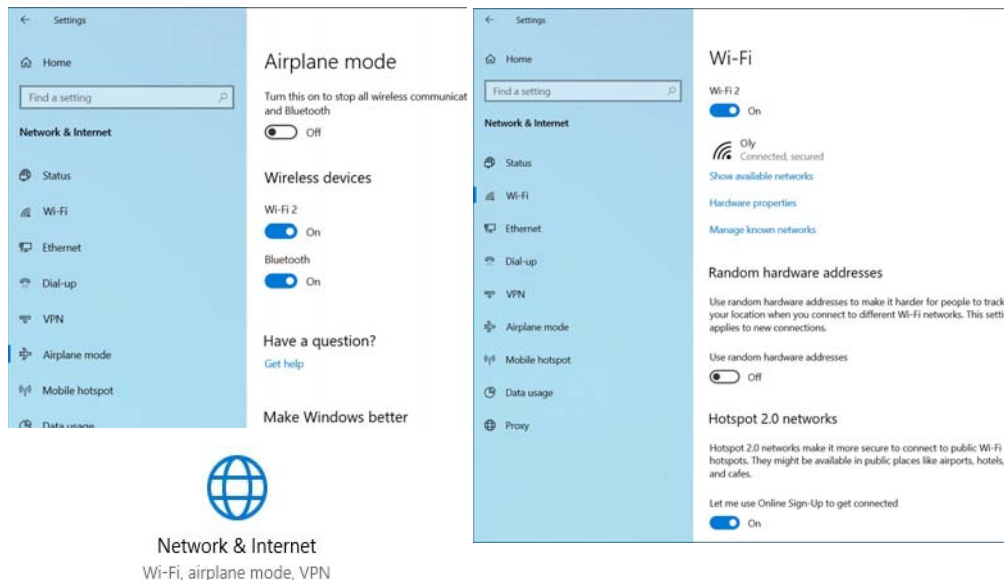 Settings
Home
Find a setting
Network & Internet
Status
Wi-Fi
Ethernet
Dial-up
VPN
Airplane mode
Mobile hotspot
Data usage
Airplane mode
Turn this on to stop all wireless
and Bluetooth
Off
Wireless devices
Wi-Fi 2
On
Bluetooth
On
Have a question?
Get help
Make Windows better
Network & Internet
Wi-Fi, airplane mode, VPN
Settings
Home
Find a setting
Network & Internet
Status
Wi-Fi
Ethernet
Dial-up
VPN
Airplane mode
Mobile hotspot
Data usage
Proxy
Wi-Fi
Wi-Fi 2
On
Oly
Connected, secured
Show available networks
Hardware properties
Manage known networks
Random hardware addresses
Use random hardware addresses to make it harder for people to track
your location when you connect to different Wi-Fi networks. This
applies to new connections.
Use random hardware addresses
Off
Hotspot 2.0 networks
Hotspot 2.0 networks make it more secure to connect to public Wi-Fi
hotspots. They might be available in public places like airports, hotels,
and cafes.
Let me use Online Sign-Up to get connected
On